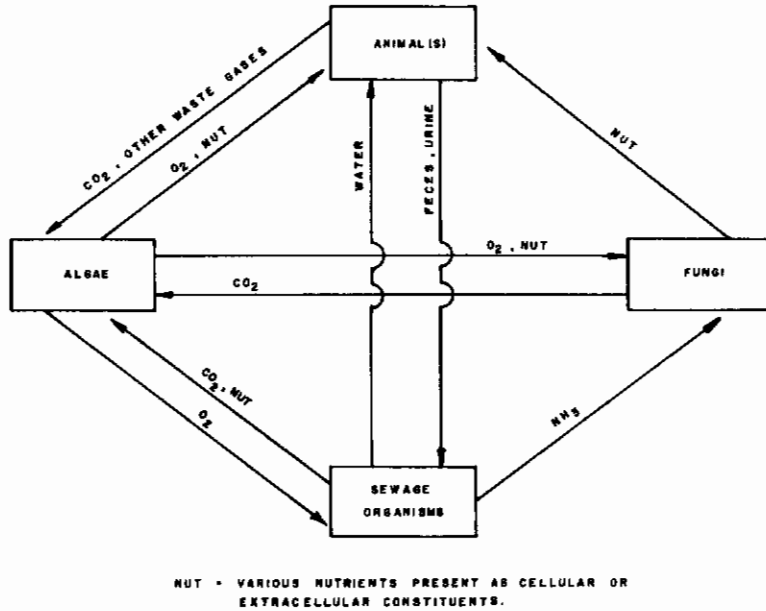 ANIMAL(S)
CO2, OTHER WASTE GASES
O2, NUT
WATER
FECES, URINE
NUT
ALGAE
O2, NUT
CO2
FUNGI
CO2, NUT
O2
NH3
SEWAGE
ORGANISMS
NUT = VARIOUS NUTRIENTS PRESENT AS CELLULAR OR
EXTRACELLULAR CONSTITUENTS.